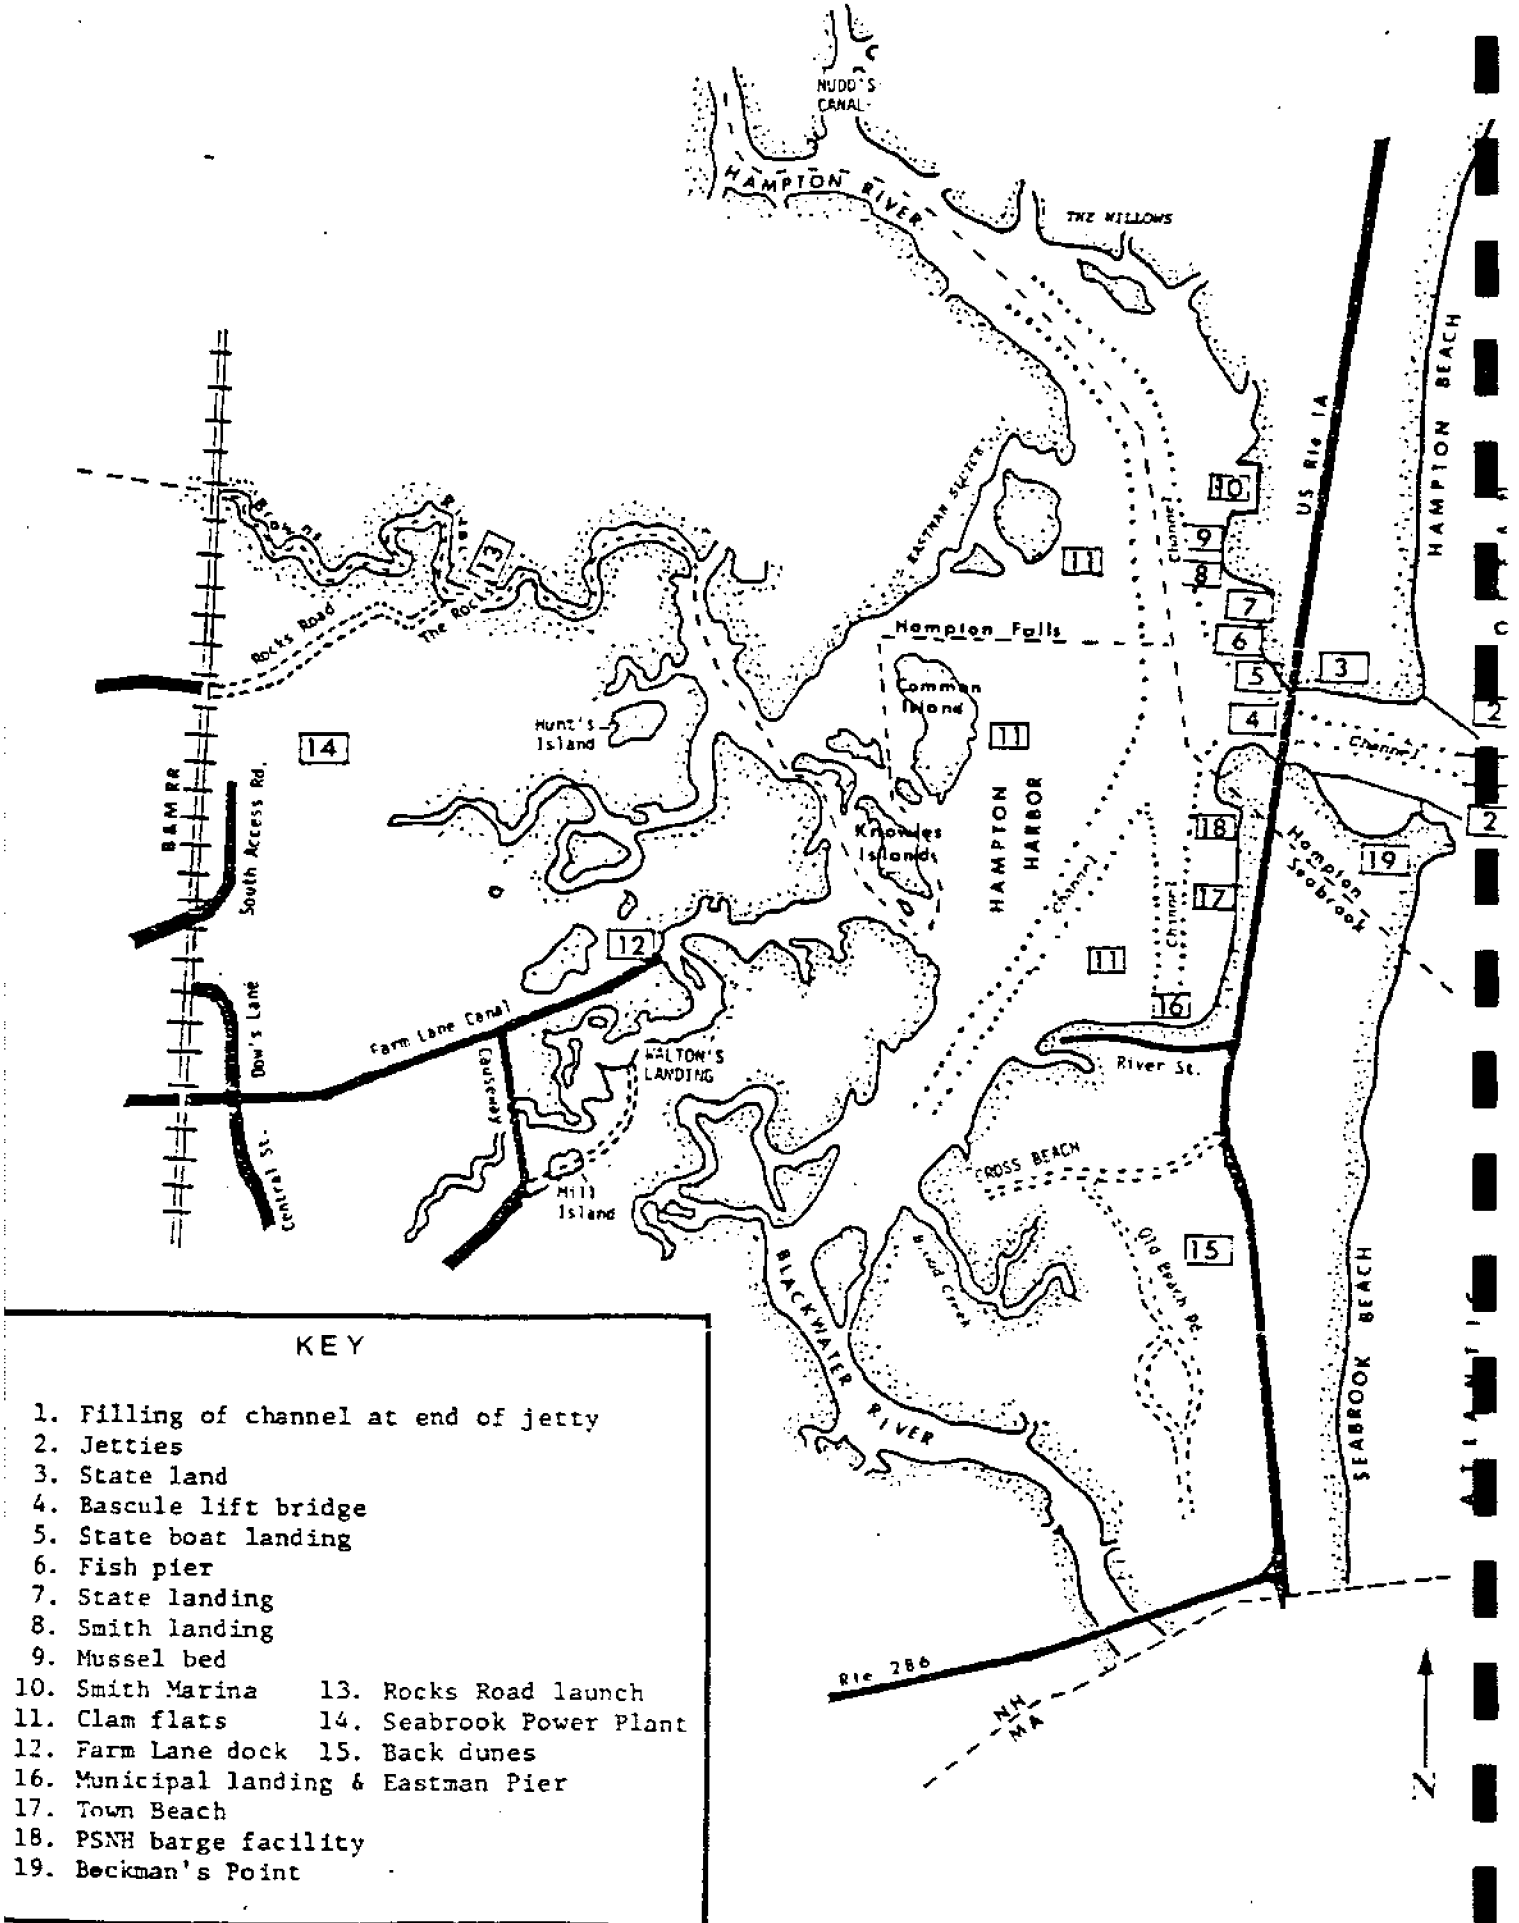 NUDD'S
CANAL
HAMPTON RIVER
THE WILLOWS
HAMPTON BEACH
US Rte 1A
EASTMAN SLOUGH
10
9
8
7
6
5
4
3
2
2
Channel
11
Browns River
13
The Rocks
Rocks Road
Hampton Falls
Common
Island
Hunt's
Island
11
14
Channel
B&M RR
South Access Rd.
HAMPTON
HARBOR
Knowles
Islands
18
Hampton
Seabrook
19
17
Channel
Channel
12
11
16
Dow's Lane
Farm Lane Canal
Causeway
WALTON'S
LANDING
River St.
Central St.
CROSS BEACH
Mill
Island
Old Beach Rd
15
BLACKWATER
RIVER
SEABROOK BEACH
ATLANTIC
Rte 286
NH
MA
N
KEY
1. Filling of channel at end of jetty
2. Jetties
3. State land
4. Bascule lift bridge
5. State boat landing
6. Fish pier
7. State landing
8. Smith landing
9. Mussel bed
10. Smith Marina 13. Rocks Road launch
11. Clam flats 14. Seabrook Power Plant
12. Farm Lane dock 15. Back dunes
16. Municipal landing & Eastman Pier
17. Town Beach
18. PSNH barge facility
19. Beckman's Point